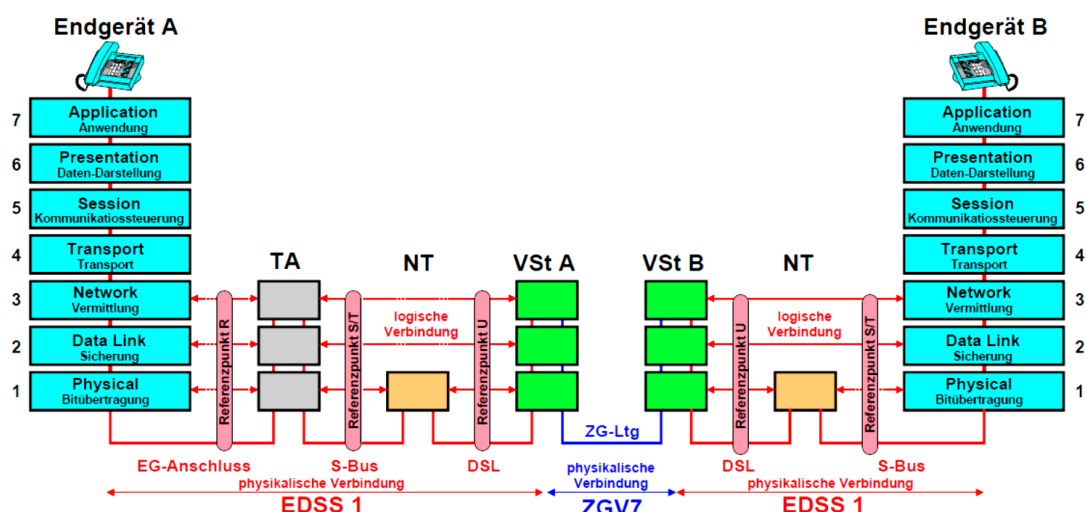 Endgerät A
Endgerät B
7
Application
Anwendung
Application
Anwendung
7
6
Presentation
Daten-Darstellung
Presentation
Daten-Darstellung
6
5
Session
Kommunikatiossteuerung
Session
Kommunikatiossteuerung
5
4
Transport
Transport
TA
NT
VSt A
VSt B
NT
Transport
Transport
4
3
Network
Vermittlung
Network
Vermittlung
3
logische
Verbindung
logische
Verbindung
2
Data Link
Sicherung
Data Link
Sicherung
2
1
Physical
Bitübertragung
Physical
Bitübertragung
1
Referenzpunkt R
Referenzpunkt S/T
Referenzpunkt U
Referenzpunkt U
Referenzpunkt S/T
ZG-Ltg
EG-Anschluss
S-Bus
DSL
DSL
S-Bus
physikalische Verbindung
physikalische
Verbindung
physikalische Verbindung
EDSS 1
ZGV7
EDSS 1